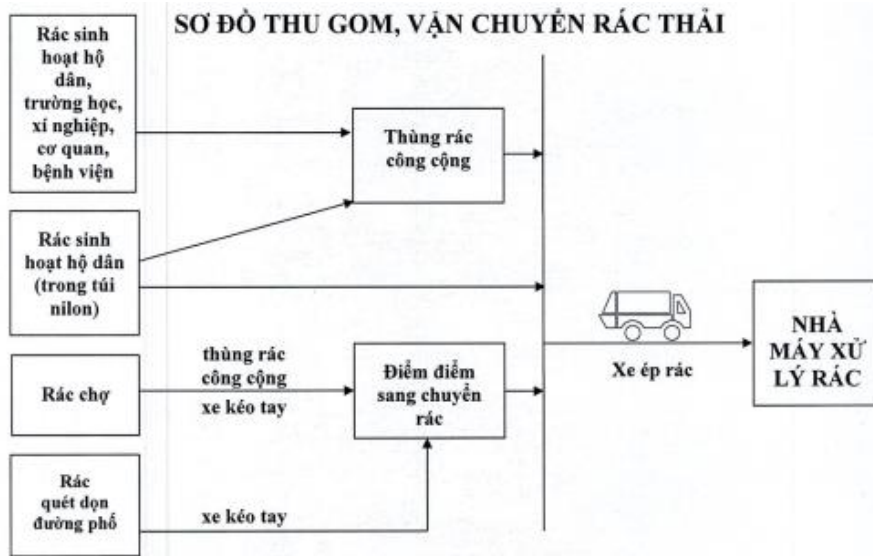 SƠ ĐỒ THU GOM, VẬN CHUYỂN RÁC THẢI
Rác sinh
hoạt hộ
dân,
trường học,
xí nghiệp,
cơ quan,
bệnh viện
Thùng rác
công cộng
Rác sinh
hoạt hộ dân
(trong túi
nilon)
Rác chợ
thùng rác
công cộng
xe kéo tay
Điểm điểm
sang chuyển
rác
Rác
quét dọn
đường phố
xe kéo tay
Xe ép rác
NHÀ
MÁY XỬ
LÝ RÁC